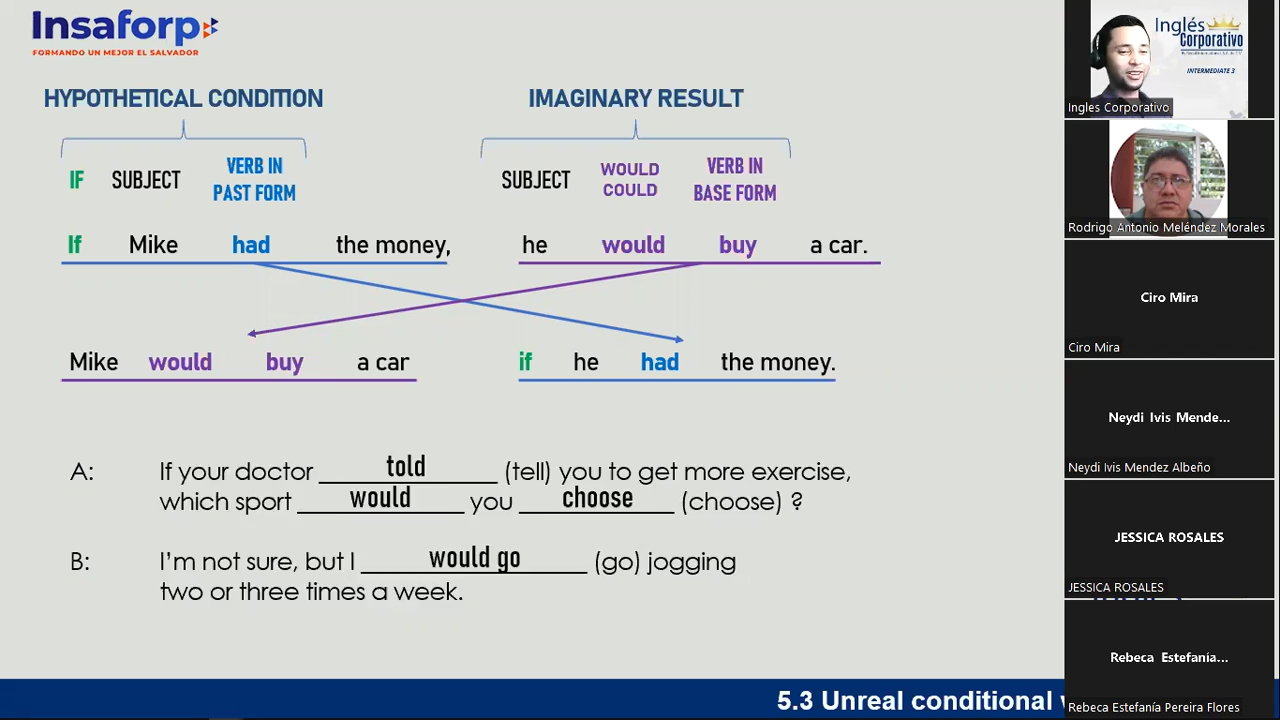 Insaforp
FORMANDO UN MEJOR EL SALVADOR
HYPOTHETICAL CONDITION
IMAGINARY RESULT
IF SUBJECT VERB IN PAST FORM
SUBJECT WOULD COULD VERB IN BASE FORM
If Mike had the money, he would buy a car.
Mike would buy a car if he had the money.
A: If your doctor told (tell) you to get more exercise,
which sport would you choose (choose) ?
B: I'm not sure, but I would go (go) jogging
two or three times a week.
5.3 Unreal conditional
Inglés
Corporativo
INTERMEDIATE 3
Ingles Corporativo
Rodrigo Antonio Meléndez Morales
Ciro Mira
Ciro Mira
Neydi Ivis Mende...
Neydi Ivis Mendez Albeño
JESSICA ROSALES
JESSICA ROSALES
Rebeca Estefanía...
Rebeca Estefanía Pereira Flores